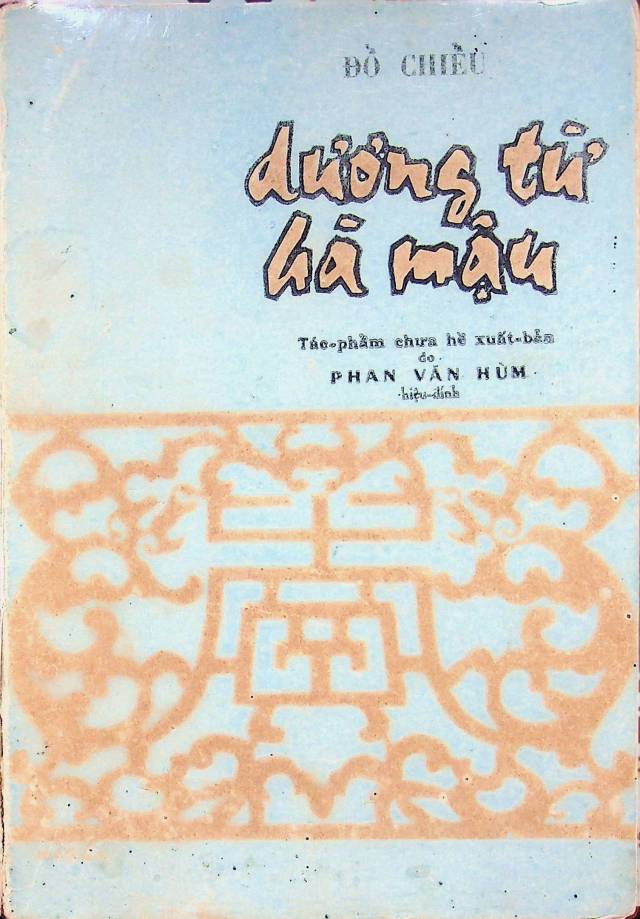 ĐỒ CHIỂU
dương từ
hà mậu
Tác-phẩm chưa hề xuất-bản
do
PHAN VĂN HÙM
hiệu-đính